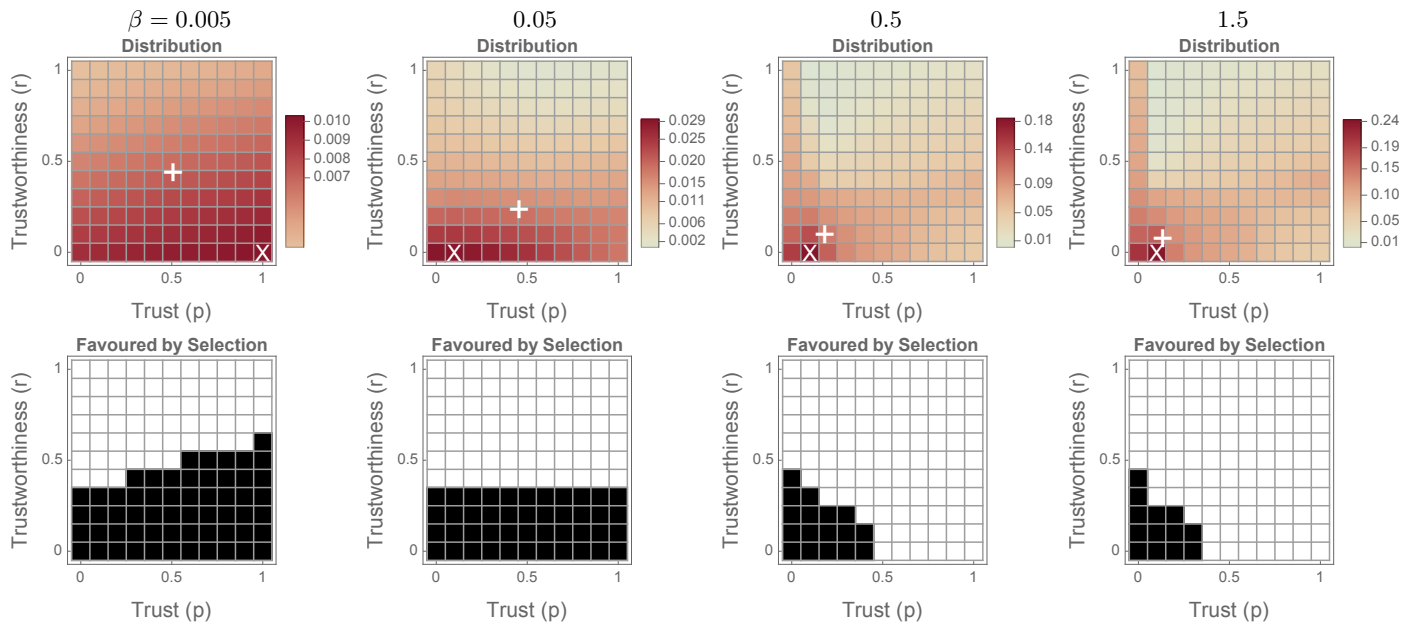 β = 0.005 0.05 0.5 1.5
Distribution Distribution Distribution Distribution
Trustworthiness (r) 1 0.5 0 0.010 0.009 0.008 0.007
Trustworthiness (r) 1 0.5 0 0.029 0.025 0.020 0.015 0.011 0.006 0.002
Trustworthiness (r) 1 0.5 0 0.18 0.14 0.09 0.05 0.01
Trustworthiness (r) 1 0.5 0 0.24 0.19 0.15 0.10 0.05 0.01
X X X X
0 0.5 1 0 0.5 1 0 0.5 1 0 0.5 1
Trust (p) Trust (p) Trust (p) Trust (p)
Favoured by Selection Favoured by Selection Favoured by Selection Favoured by Selection
Trustworthiness (r) 1 0.5 0
Trustworthiness (r) 1 0.5 0
Trustworthiness (r) 1 0.5 0
Trustworthiness (r) 1 0.5 0
0 0.5 1 0 0.5 1 0 0.5 1 0 0.5 1
Trust (p) Trust (p) Trust (p) Trust (p)